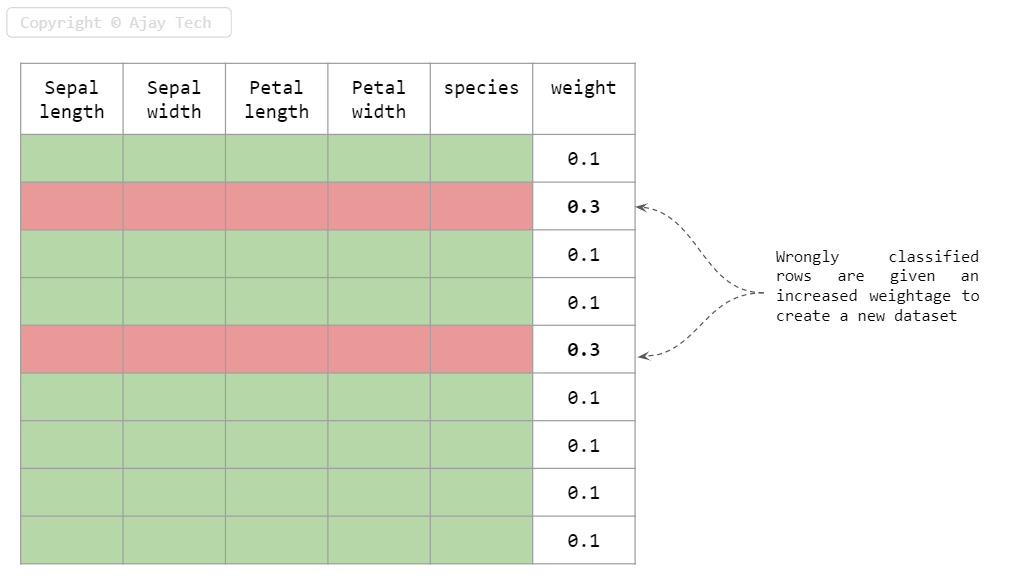 Copyright © Ajay Tech
Sepal length Sepal width Petal length Petal width species weight
0.1
0.3
0.1
0.1
0.3
0.1
0.1
0.1
0.1
Wrongly classified
rows are given an
increased weightage to
create a new dataset